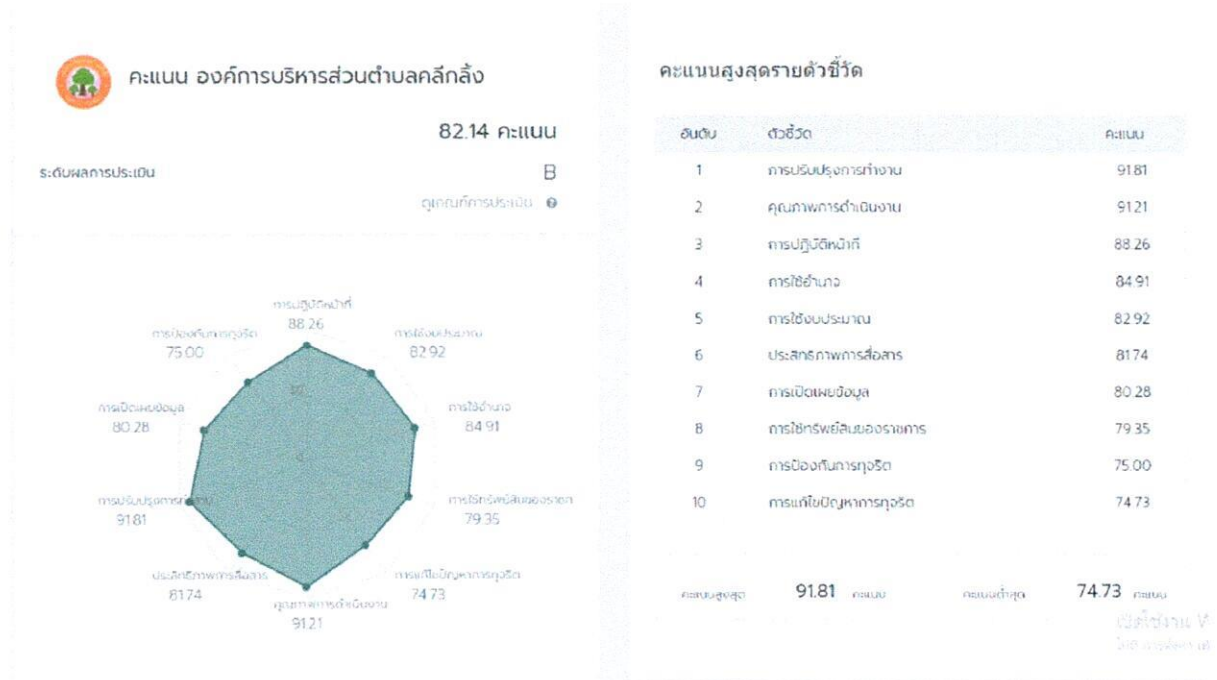 คะแนน องค์การบริหารส่วนตำบลคลีกลิ้ง
82.14 คะแนน
ระดับผลการประเมิน B
ดูเกณฑ์การประเมิน
การปฏิบัติหน้าที่
88.26
การป้องกันการทุจริต
75.00
การใช้งบประมาณ
82.92
การเปิดเผยข้อมูล
80.28
การใช้อำนาจ
84.91
การปรับปรุงการทำงาน
91.81
การใช้ทรัพย์สินของราชก
79.35
ประสิทธิภาพการสื่อสาร
81.74
การแก้ไขปัญหาการทุจริต
74.73
คุณภาพการดำเนินงาน
91.21
คะแนนสูงสุดรายตัวชี้วัด
อันดับ ตัวชี้วัด คะแนน
1 การปรับปรุงการทำงาน 91.81
2 คุณภาพการดำเนินงาน 91.21
3 การปฏิบัติหน้าที่ 88.26
4 การใช้อำนาจ 84.91
5 การใช้งบประมาณ 82.92
6 ประสิทธิภาพการสื่อสาร 81.74
7 การเปิดเผยข้อมูล 80.28
8 การใช้ทรัพย์สินของราชการ 79.35
9 การป้องกันการทุจริต 75.00
10 การแก้ไขปัญหาการทุจริต 74.73
คะแนนสูงสุด 91.81 คะแนน คะแนนต่ำสุด 74.73 คะแนน
เปิดใช้งาน W